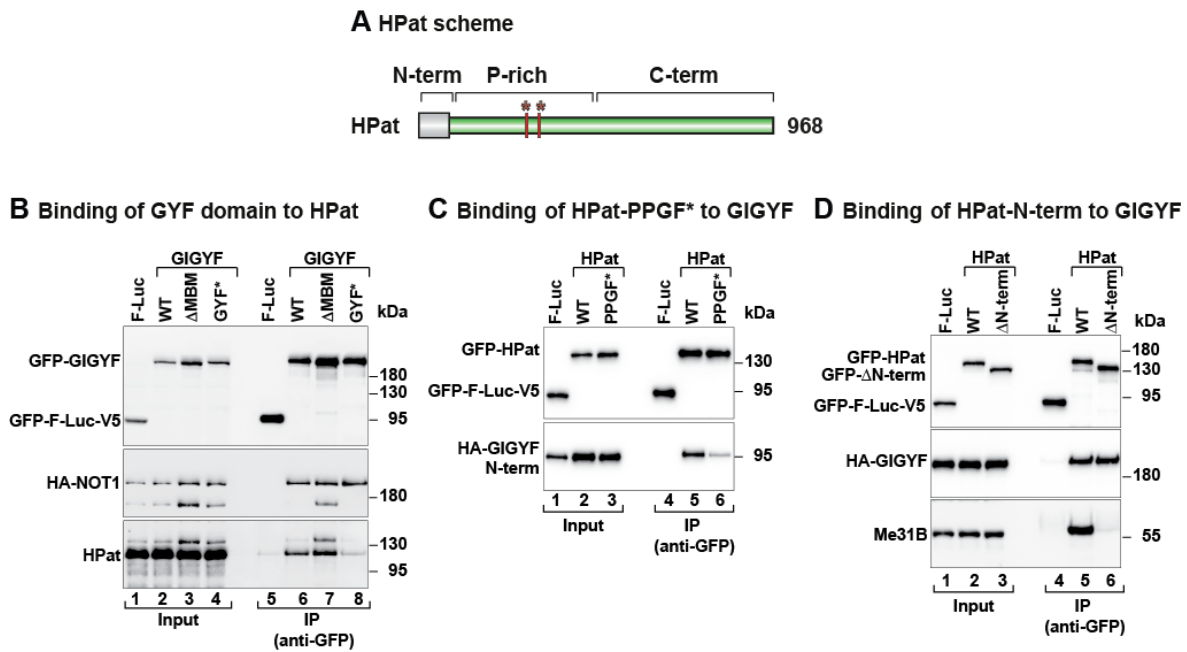 A HPat scheme
N-term P-rich C-term
* *
HPat 968
B Binding of GYF domain to HPat
GIGYF GIGYF
F-Luc WT ΔMBM GYF* F-Luc WT ΔMBM GYF* kDa
GFP-GIGYF
180
130
GFP-F-Luc-V5 95
HA-NOT1
180
HPat 130
95
1 2 3 4 5 6 7 8
Input IP
(anti-GFP)
C Binding of HPat-PPGF* to GIGYF
HPat HPat
F-Luc WT PPGF* F-Luc WT PPGF* kDa
GFP-HPat
130
GFP-F-Luc-V5 95
HA-GIGYF 95
N-term
1 2 3 4 5 6
Input IP
(anti-GFP)
D Binding of HPat-N-term to GIGYF
HPat HPat
F-Luc WT ΔN-term F-Luc WT ΔN-term kDa
GFP-HPat 180
GFP-ΔN-term 130
GFP-F-Luc-V5 95
HA-GIGYF
180
Me31B 55
1 2 3 4 5 6
Input IP
(anti-GFP)